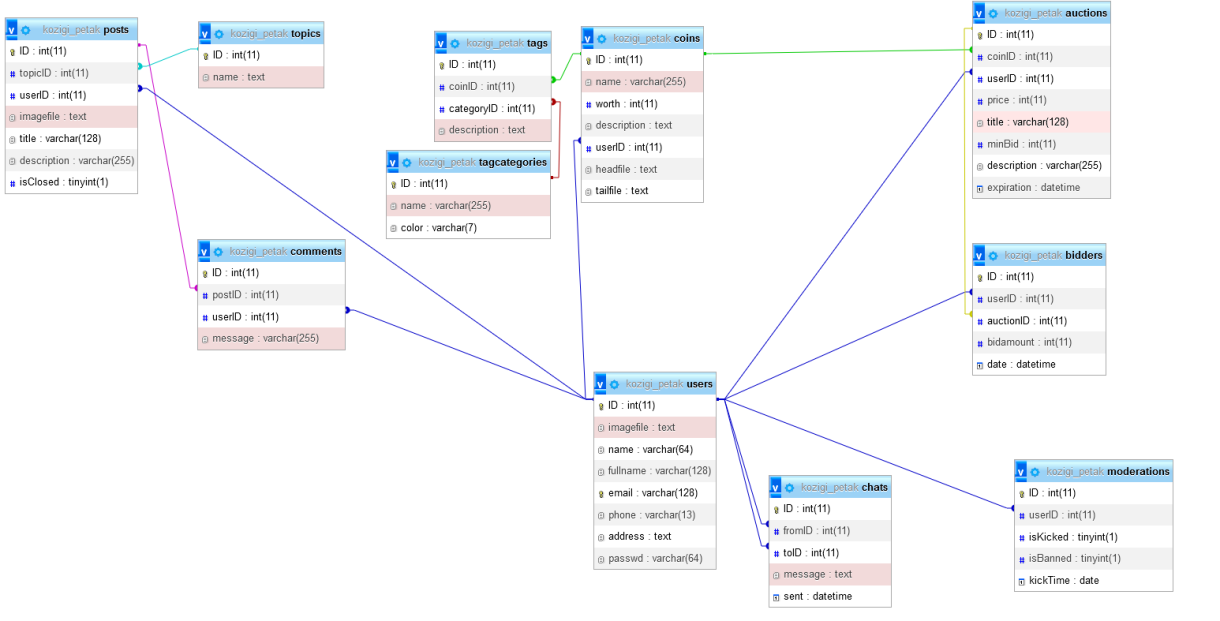 v kozigi_petak posts
ID : int(11)
# topicID : int(11)
# userID : int(11)
imagefile : text
title : varchar(128)
description : varchar(255)
# isClosed : tinyint(1)
v kozigi_petak topics
ID : int(11)
name : text
v kozigi_petak tags
ID : int(11)
# coinID : int(11)
# categoryID : int(11)
description : text
v kozigi_petak tagcategories
ID : int(11)
name : varchar(255)
color : varchar(7)
v kozigi_petak coins
ID : int(11)
name : varchar(255)
# worth : int(11)
description : text
# userID : int(11)
headfile : text
tailfile : text
v kozigi_petak auctions
ID : int(11)
# coinID : int(11)
# userID : int(11)
# price : int(11)
title : varchar(128)
# minBid : int(11)
description : varchar(255)
expiration : datetime
v kozigi_petak comments
ID : int(11)
# postID : int(11)
# userID : int(11)
message : varchar(255)
v kozigi_petak bidders
ID : int(11)
# userID : int(11)
# auctionID : int(11)
# bidamount : int(11)
date : datetime
v kozigi_petak users
ID : int(11)
imagefile : text
name : varchar(64)
fullname : varchar(128)
email : varchar(128)
phone : varchar(13)
address : text
passwd : varchar(64)
v kozigi_petak chats
ID : int(11)
# fromID : int(11)
# toID : int(11)
message : text
sent : datetime
v kozigi_petak moderations
ID : int(11)
# userID : int(11)
# isKicked : tinyint(1)
# isBanned : tinyint(1)
kickTime : date